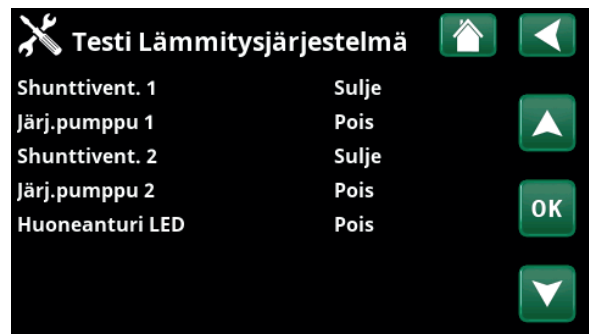 Testi Lämmitysjärjestelmä
Shunttivent. 1 Sulje
Järj.pumppu 1 Pois
Shunttivent. 2 Sulje
Järj.pumppu 2 Pois
Huoneanturi LED Pois
OK